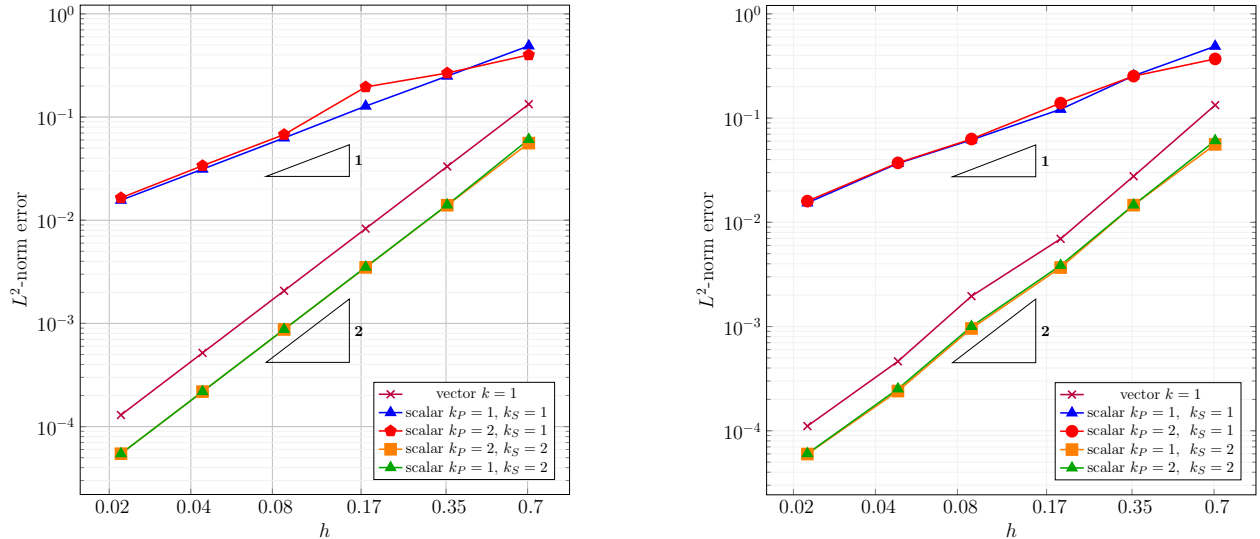 10^0
10^−1
10^−2
10^−3
10^−4
L^2-norm error
1
2
vector k = 1
scalar k_P = 1, k_S = 1
scalar k_P = 2, k_S = 1
scalar k_P = 2, k_S = 2
scalar k_P = 1, k_S = 2
0.02 0.04 0.08 0.17 0.35 0.7
h
10^0
10^−1
10^−2
10^−3
10^−4
L^2-norm error
1
2
vector k = 1
scalar k_P = 1, k_S = 1
scalar k_P = 2, k_S = 1
scalar k_P = 1, k_S = 2
scalar k_P = 2, k_S = 2
0.02 0.04 0.08 0.17 0.35 0.7
h